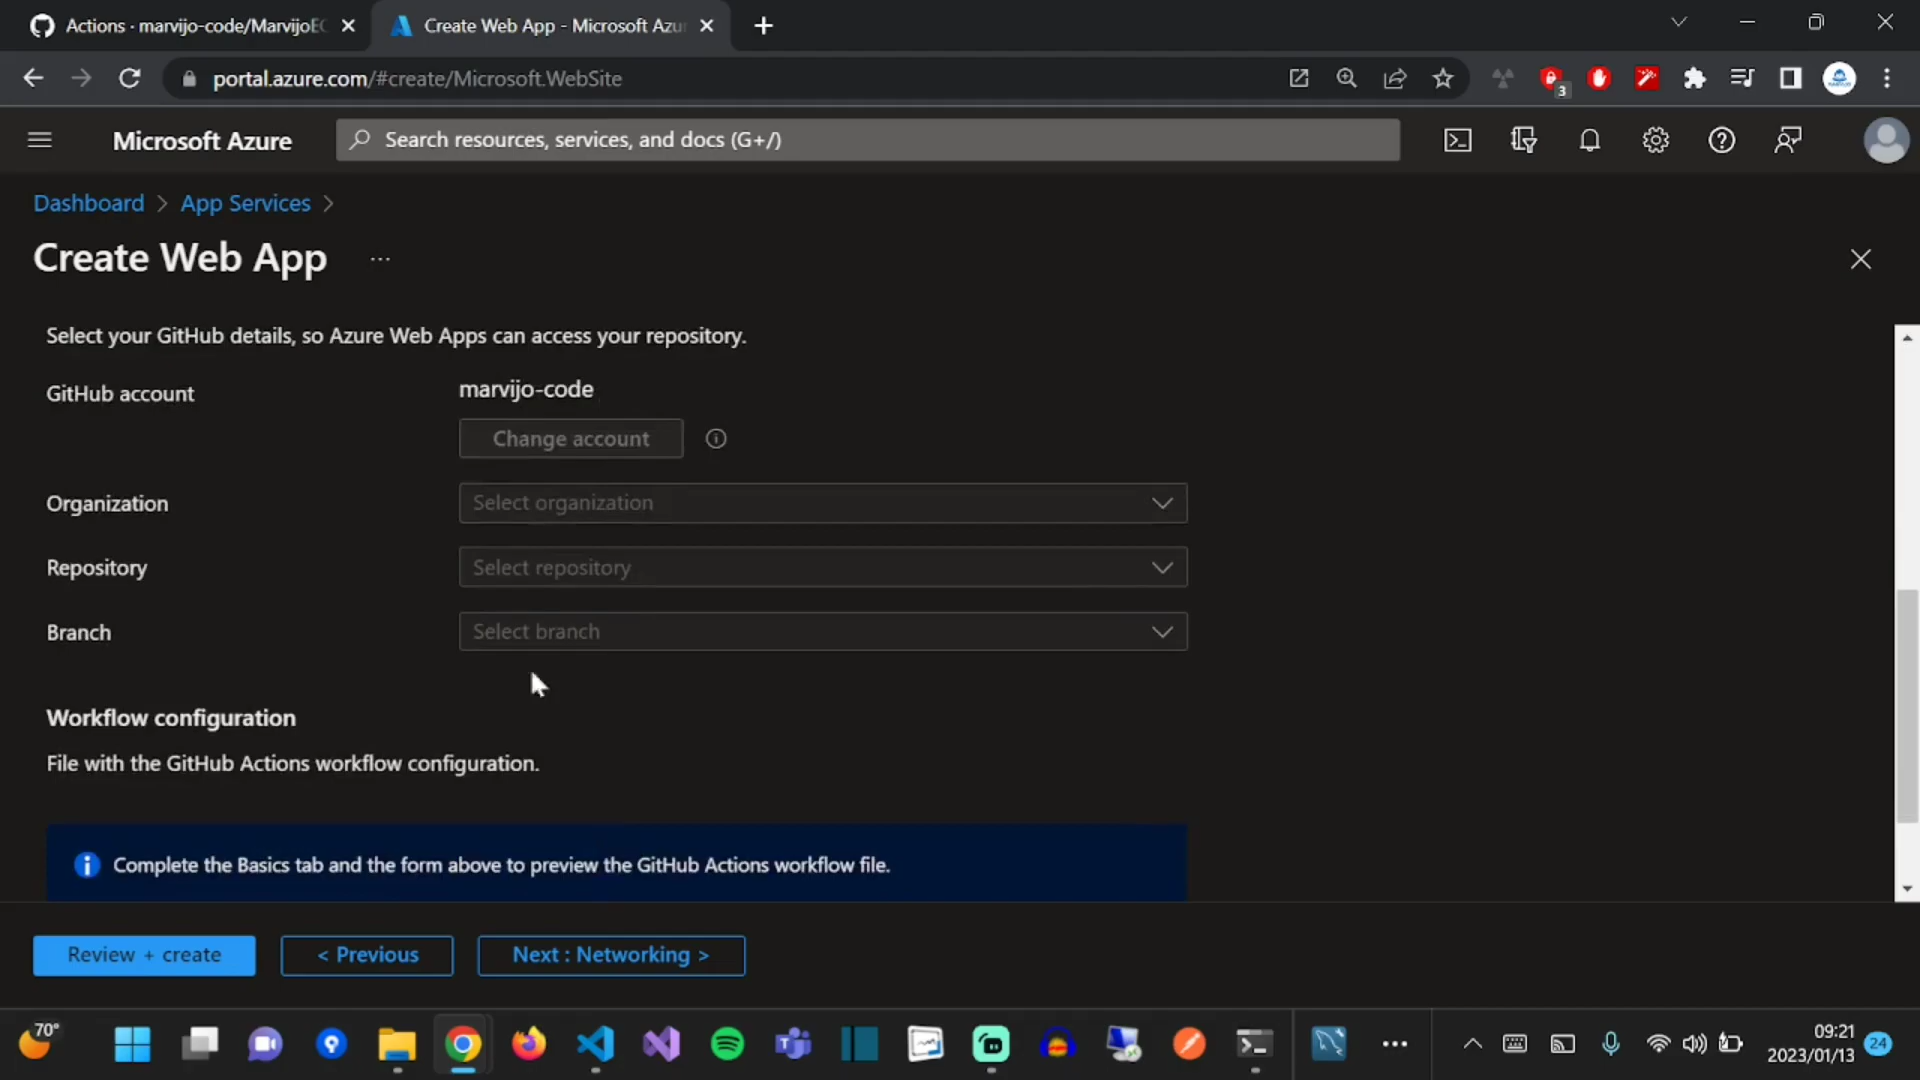 Actions · marvijo-code/MarvijoEC
Create Web App - Microsoft Azu
portal.azure.com/#create/Microsoft.WebSite
3
Microsoft Azure
Search resources, services, and docs (G+/)
Dashboard > App Services >
Create Web App ...
Select your GitHub details, so Azure Web Apps can access your repository.
GitHub account
marvijo-code
Change account
Organization
Select organization
Repository
Select repository
Branch
Select branch
Workflow configuration
File with the GitHub Actions workflow configuration.
Complete the Basics tab and the form above to preview the GitHub Actions workflow file.
Review + create
< Previous
Next : Networking >
70°
09:21
2023/01/13
24